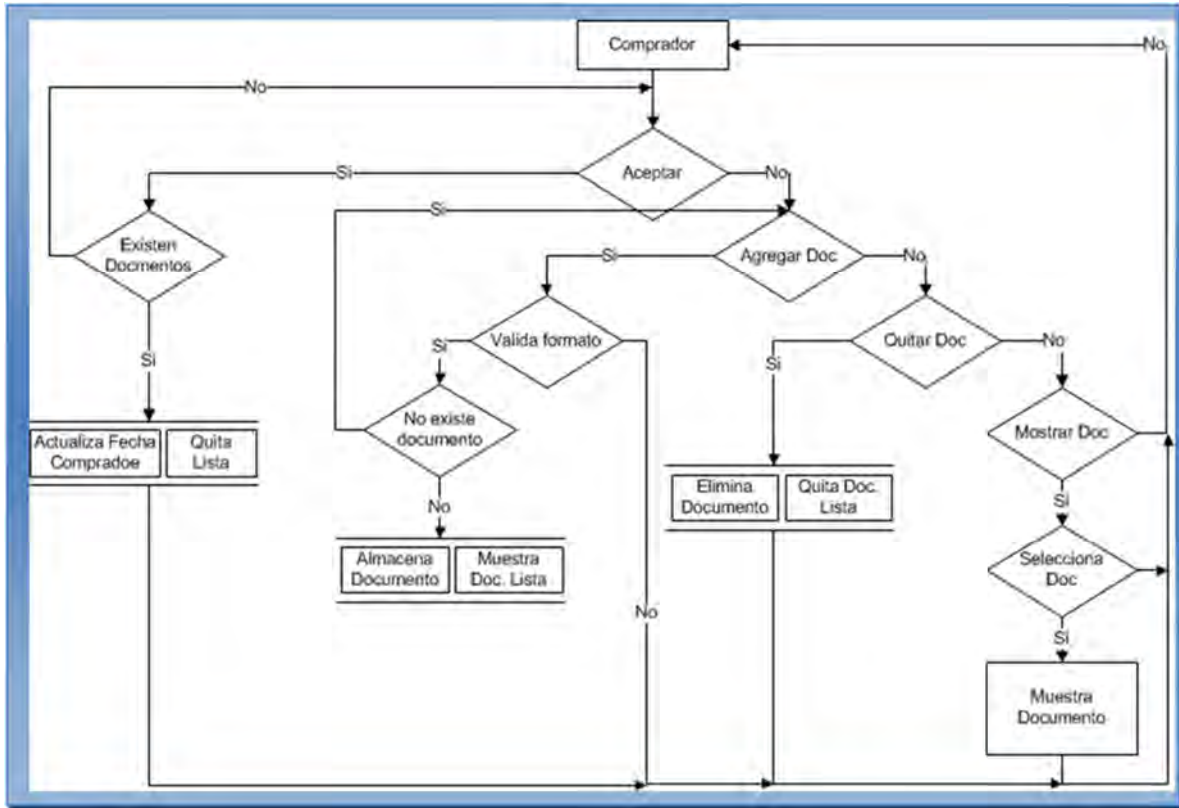 Comprador
No
No
Aceptar
Si
No
Si
Existen
Docmentos
Agregar Doc
Si
No
Valida formato
Quitar Doc
Si
No
Si
Si
No existe
documento
Mostrar Doc
Actualiza Fecha
Compradoe
Quita
Lista
Elimina
Documento
Quita Doc.
Lista
Si
No
Almacena
Documento
Muestra
Doc. Lista
Selecciona
Doc
No
Si
Muestra
Documento